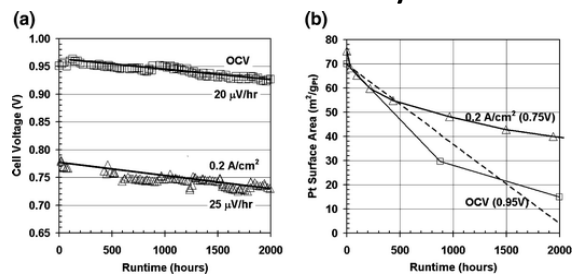 (a)
1.00
0.95
0.90
0.85
0.80
0.75
0.70
0.65
Cell Voltage (V)
OCV
20 µV/hr
0.2 A/cm²
25 µV/hr
0 500 1000 1500 2000
Runtime (hours)
(b)
80
70
60
50
40
30
20
10
0
Pt Surface Area (m²/gPt)
0.2 A/cm² (0.75V)
OCV (0.95V)
0 500 1000 1500 2000
Runtime (hours)